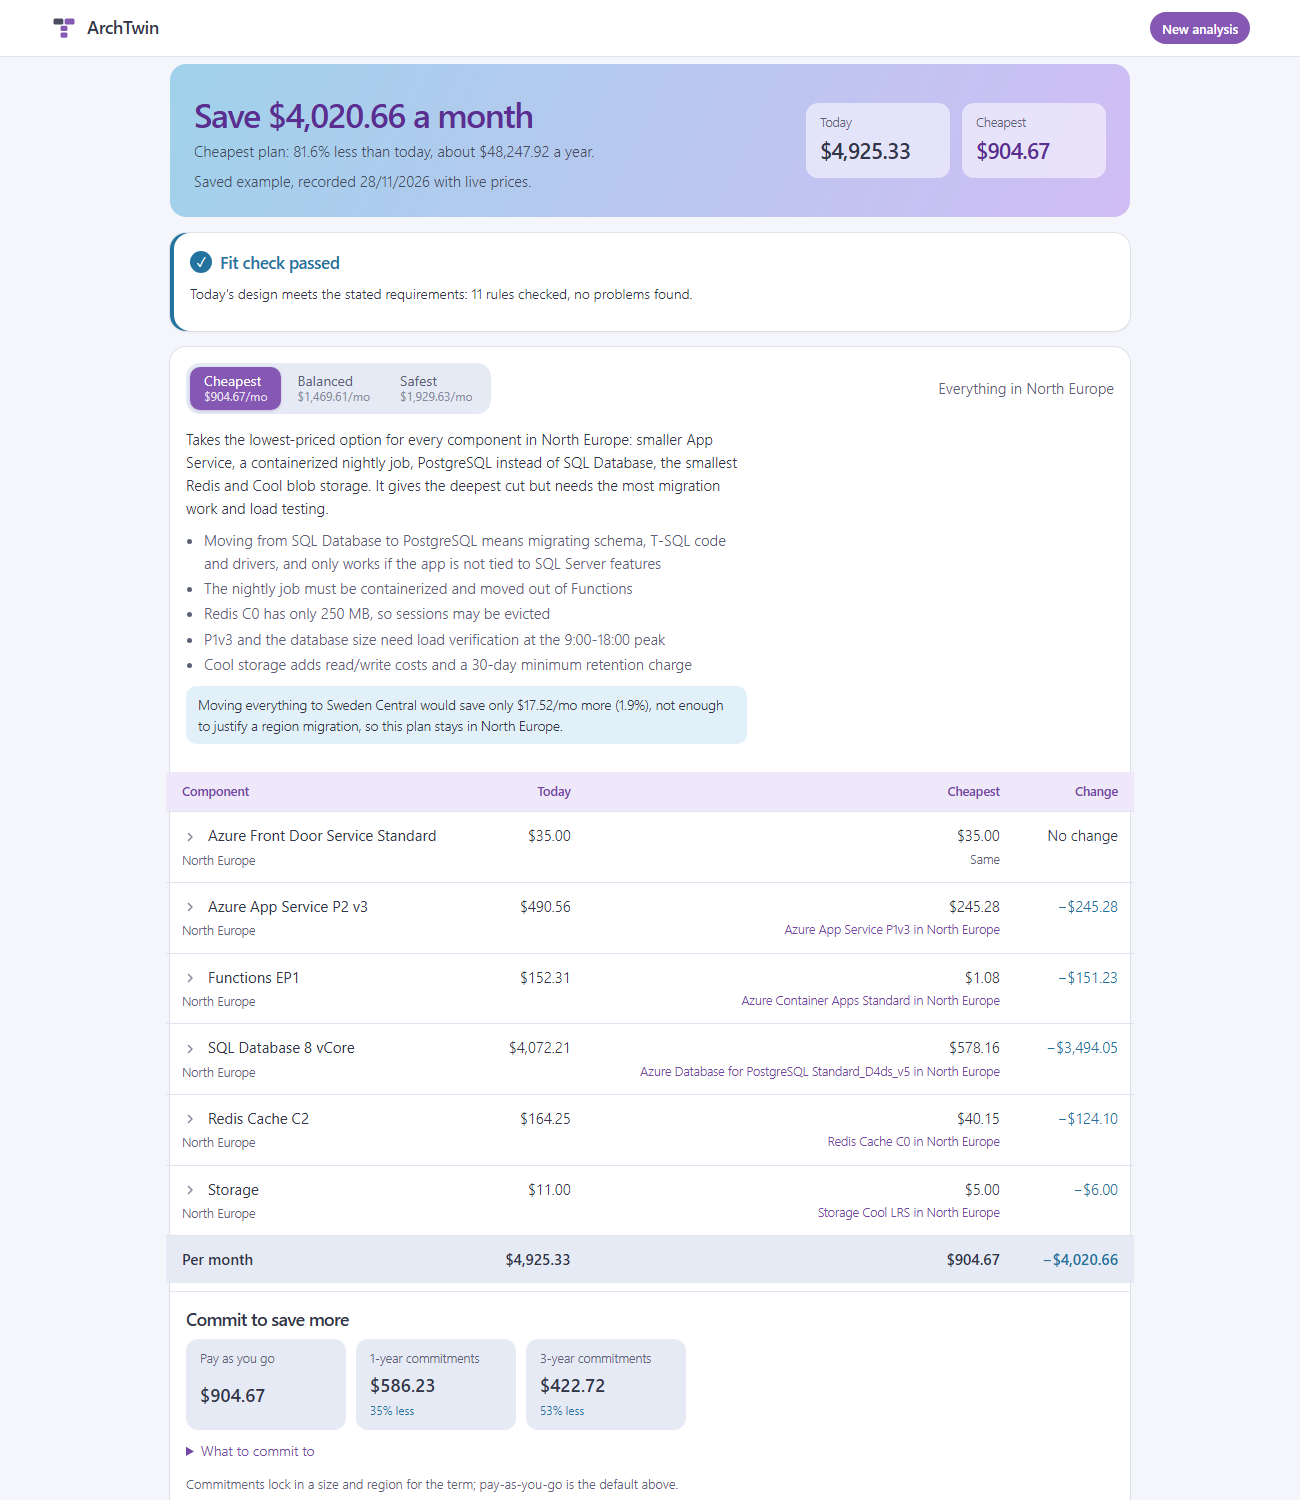 ArchTwin
New analysis
Save $4,020.66 a month
Cheapest plan: 81.6% less than today, about $48,247.92 a year.
Saved example, recorded 28/11/2026 with live prices.
Today
$4,925.33
Cheapest
$904.67
Fit check passed
Today's design meets the stated requirements: 11 rules checked, no problems found.
Cheapest
$904.67/mo
Balanced
$1,469.61/mo
Safest
$1,929.63/mo
Everything in North Europe
Takes the lowest-priced option for every component in North Europe: smaller App
Service, a containerized nightly job, PostgreSQL instead of SQL Database, the smallest
Redis and Cool blob storage. It gives the deepest cut but needs the most migration
work and load testing.
• Moving from SQL Database to PostgreSQL means migrating schema, T-SQL code
and drivers, and only works if the app is not tied to SQL Server features
• The nightly job must be containerized and moved out of Functions
• Redis C0 has only 250 MB, so sessions may be evicted
• P1v3 and the database size need load verification at the 9:00-18:00 peak
• Cool storage adds read/write costs and a 30-day minimum retention charge
Moving everything to Sweden Central would save only $17.52/mo more (1.9%), not enough
to justify a region migration, so this plan stays in North Europe.
Component Today Cheapest Change
Azure Front Door Service Standard $35.00 $35.00 No change
North Europe Same
Azure App Service P2 v3 $490.56 $245.28 −$245.28
North Europe Azure App Service P1v3 in North Europe
Functions EP1 $152.31 $1.08 −$151.23
North Europe Azure Container Apps Standard in North Europe
SQL Database 8 vCore $4,072.21 $578.16 −$3,494.05
North Europe Azure Database for PostgreSQL Standard_D4ds_v5 in North Europe
Redis Cache C2 $164.25 $40.15 −$124.10
North Europe Redis Cache C0 in North Europe
Storage $11.00 $5.00 −$6.00
North Europe Storage Cool LRS in North Europe
Per month $4,925.33 $904.67 −$4,020.66
Commit to save more
Pay as you go
$904.67
1-year commitments
$586.23
35% less
3-year commitments
$422.72
53% less
What to commit to
Commitments lock in a size and region for the term; pay-as-you-go is the default above.